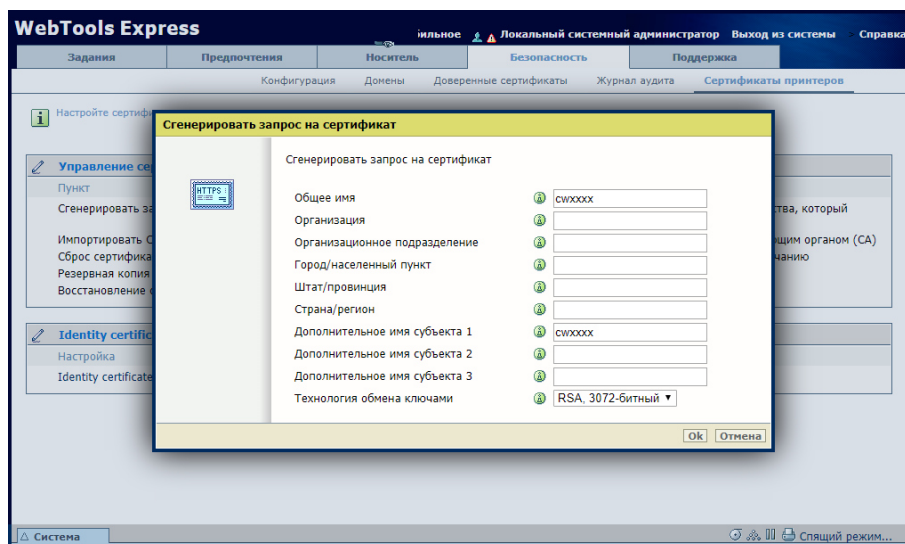 WebTools Express
ильное Локальный системный администратор Выход из системы Справка
Задания Предпочтения Носитель Безопасность Поддержка
Конфигурация Домены Доверенные сертификаты Журнал аудита Сертификаты принтеров
Настройте сертифи
Сгенерировать запрос на сертификат
HTTPS
Сгенерировать запрос на сертификат
Общее имя cwxxxx
Организация
Организационное подразделение
Город/населенный пункт
Штат/провинция
Страна/регион
Дополнительное имя субъекта 1 cwxxxx
Дополнительное имя субъекта 2
Дополнительное имя субъекта 3
Технология обмена ключами RSA, 3072-битный
Ok Отмена
Управление се
Пункт
Сгенерировать за тва, который
Импортировать С щим органом (CA)
Сброс сертифика чанию
Резервная копия
Восстановление с
Identity certific
Настройка
Identity certificate
Система Спящий режим...